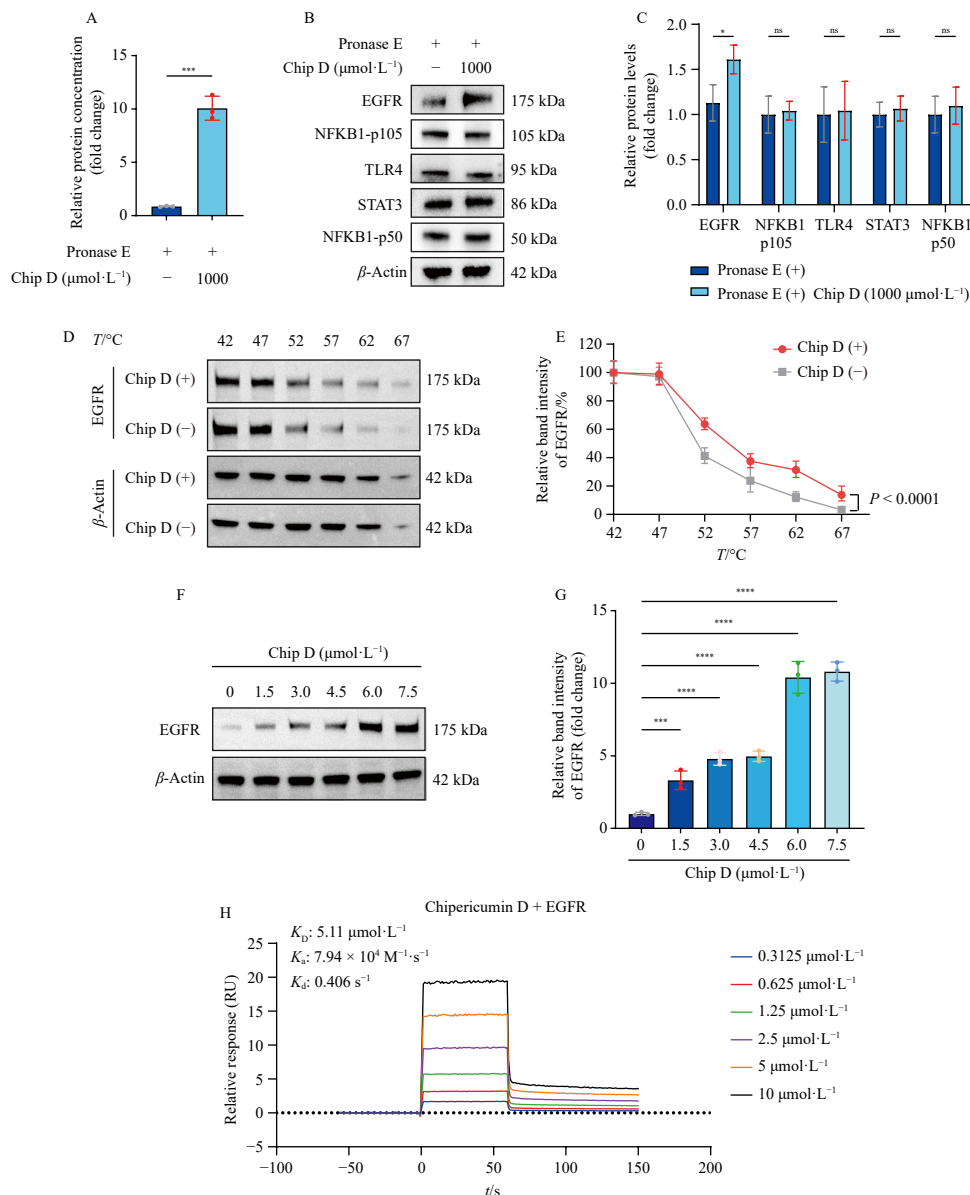 A
Relative protein concentration
(fold change)
15
10
5
0
***
Pronase E + +
Chip D (μmol·L⁻¹) − 1000
B
Pronase E + +
Chip D (μmol·L⁻¹) − 1000
EGFR 175 kDa
NFKB1-p105 105 kDa
TLR4 95 kDa
STAT3 86 kDa
NFKB1-p50 50 kDa
β-Actin 42 kDa
C
Relative protein levels
(fold change)
2.0
1.5
1.0
0.5
0
* ns ns ns ns
EGFR NFKB1 TLR4 STAT3 NFKB1
p105 p50
Pronase E (+)
Pronase E (+) Chip D (1000 μmol·L⁻¹)
D
T/°C 42 47 52 57 62 67
EGFR
Chip D (+) 175 kDa
Chip D (−) 175 kDa
β-Actin
Chip D (+) 42 kDa
Chip D (−) 42 kDa
E
Relative band intensity
of EGFR/%
120
100
80
60
40
20
0
Chip D (+)
Chip D (−)
P < 0.0001
42 47 52 57 62 67
T/°C
F
Chip D (μmol·L⁻¹)
0 1.5 3.0 4.5 6.0 7.5
EGFR 175 kDa
β-Actin 42 kDa
G
Relative band intensity
of EGFR (fold change)
15
10
5
0
****
****
****
****
***
0 1.5 3.0 4.5 6.0 7.5
Chip D (μmol·L⁻¹)
H
Chipericumin D + EGFR
K_D: 5.11 μmol·L⁻¹
K_a: 7.94 × 10⁴ M⁻¹·s⁻¹
K_d: 0.406 s⁻¹
Relative response (RU)
25
20
15
10
5
0
−5
−100 −50 0 50 100 150 200
t/s
0.3125 μmol·L⁻¹
0.625 μmol·L⁻¹
1.25 μmol·L⁻¹
2.5 μmol·L⁻¹
5 μmol·L⁻¹
10 μmol·L⁻¹